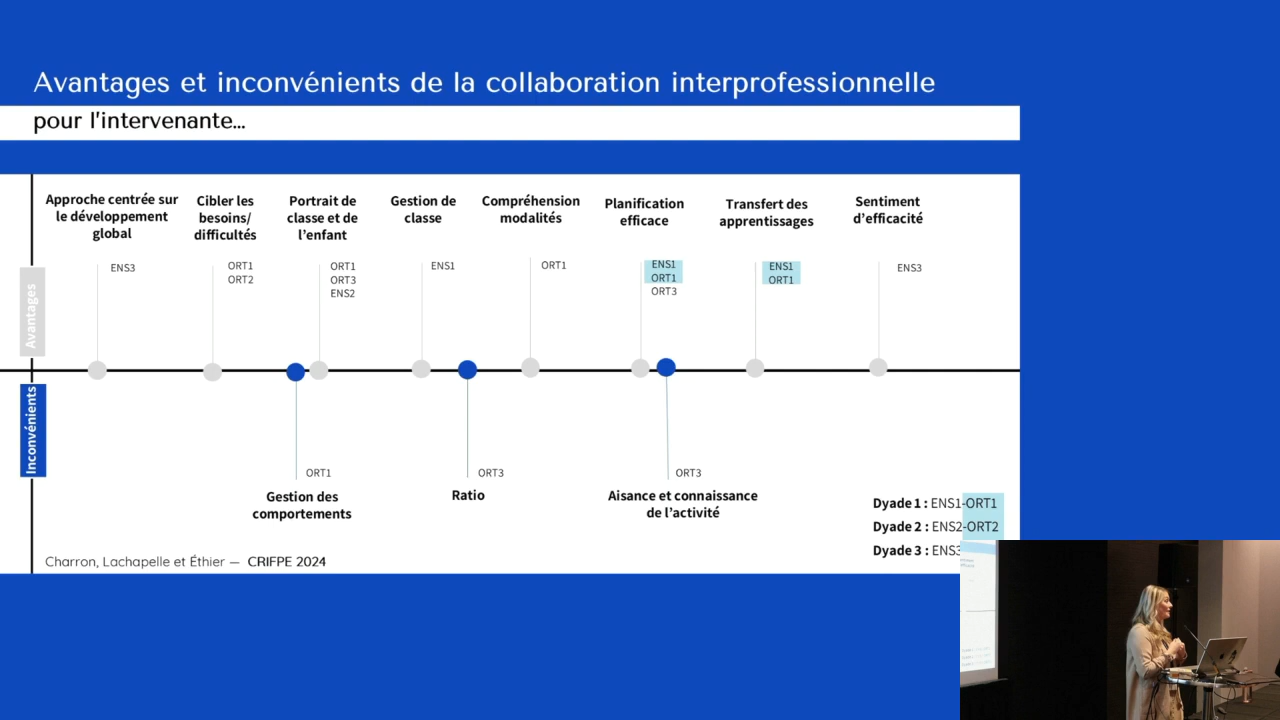 Avantages et inconvénients de la collaboration interprofessionnelle
pour l'intervenante...
Approche centrée sur
le développement
global
Cibler les
besoins/
difficultés
Portrait de
classe et de
l'enfant
Gestion de
classe
Compréhension
modalités
Planification
efficace
Transfert des
apprentissages
Sentiment
d'efficacité
ENS3
ORT1
ORT2
ORT1
ORT3
ENS2
ENS1
ORT1
ENS1
ORT1
ORT3
ENS1
ORT1
ENS3
Avantages
Inconvénients
ORT1
Gestion des
comportements
ORT3
Ratio
ORT3
Aisance et connaissance
de l'activité
Dyade 1 : ENS1-ORT1
Dyade 2 : ENS2-ORT2
Dyade 3 : ENS3
Charron, Lachapelle et Éthier — CRIFPE 2024